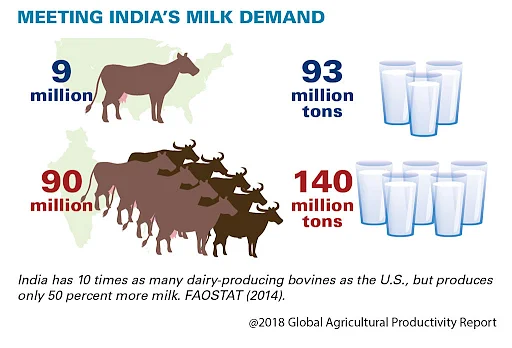 MEETING INDIA'S MILK DEMAND
9
million
93
million
tons
90
million
140
million
tons
India has 10 times as many dairy-producing bovines as the U.S., but produces
only 50 percent more milk. FAOSTAT (2014).
@2018 Global Agricultural Productivity Report